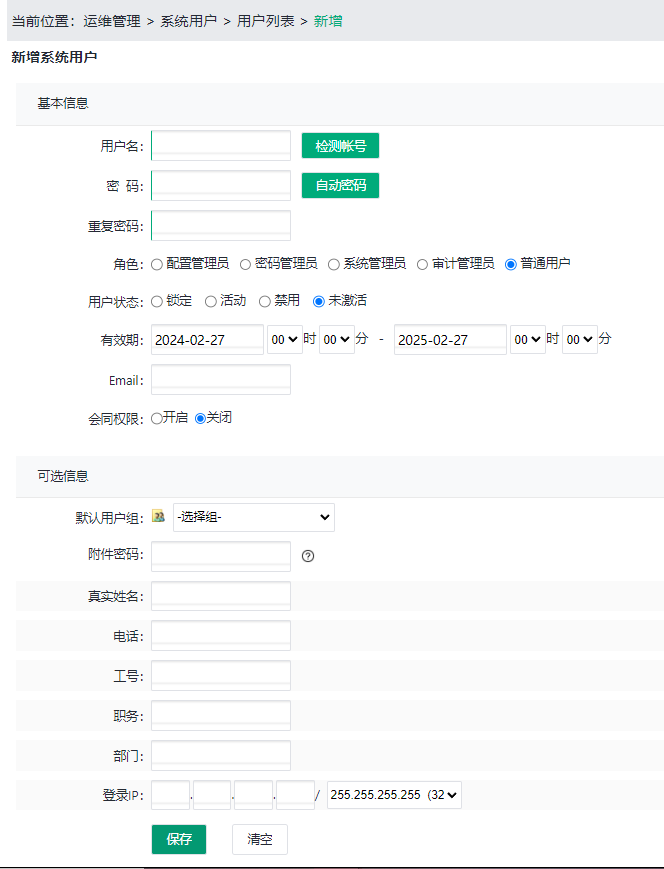 当前位置：运维管理 > 系统用户 > 用户列表 > 新增
新增系统用户
基本信息
用户名： 检测帐号
密 码： 自动密码
重复密码：
角色： 配置管理员 密码管理员 系统管理员 审计管理员 普通用户
用户状态： 锁定 活动 禁用 未激活
有效期： 2024-02-27 00 时 00 分 - 2025-02-27 00 时 00 分
Email：
会同权限： 开启 关闭
可选信息
默认用户组： -选择组-
附件密码：
真实姓名：
电话：
工号：
职务：
部门：
登录IP： . . . / 255.255.255.255（32
保存 清空